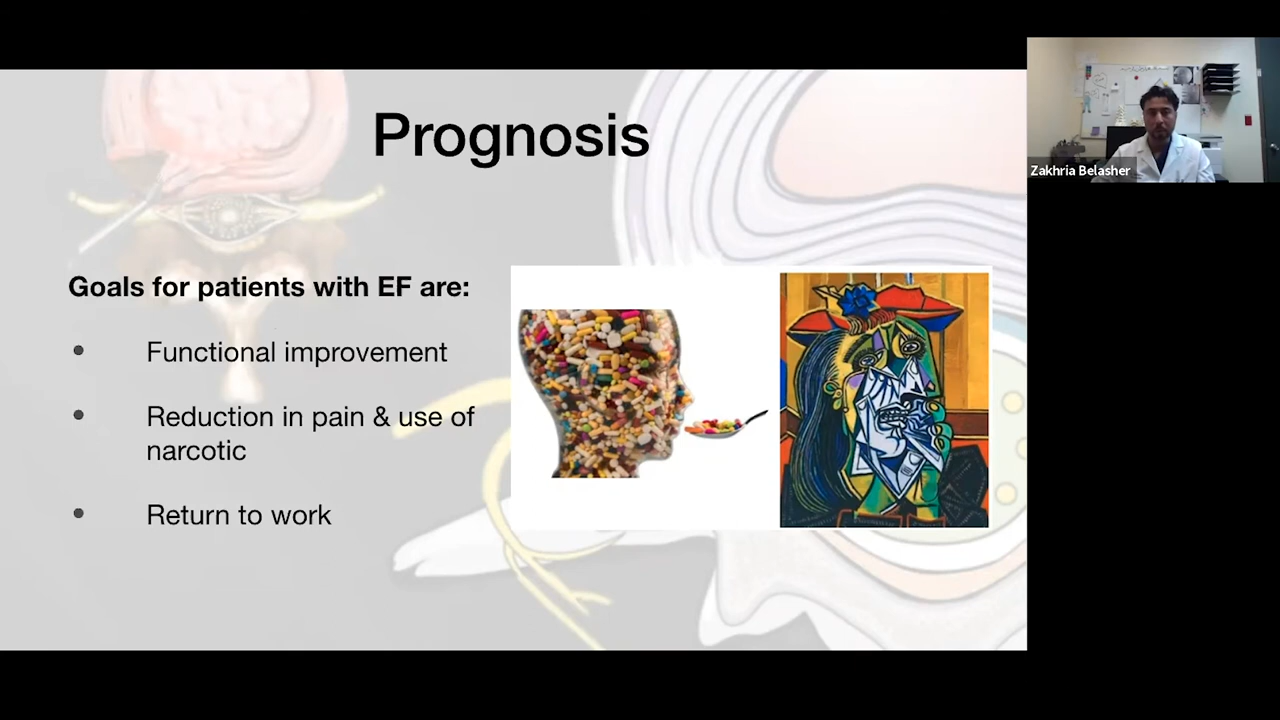 Prognosis
Zakhria Belasher
Goals for patients with EF are:
• Functional improvement
• Reduction in pain & use of
narcotic
• Return to work